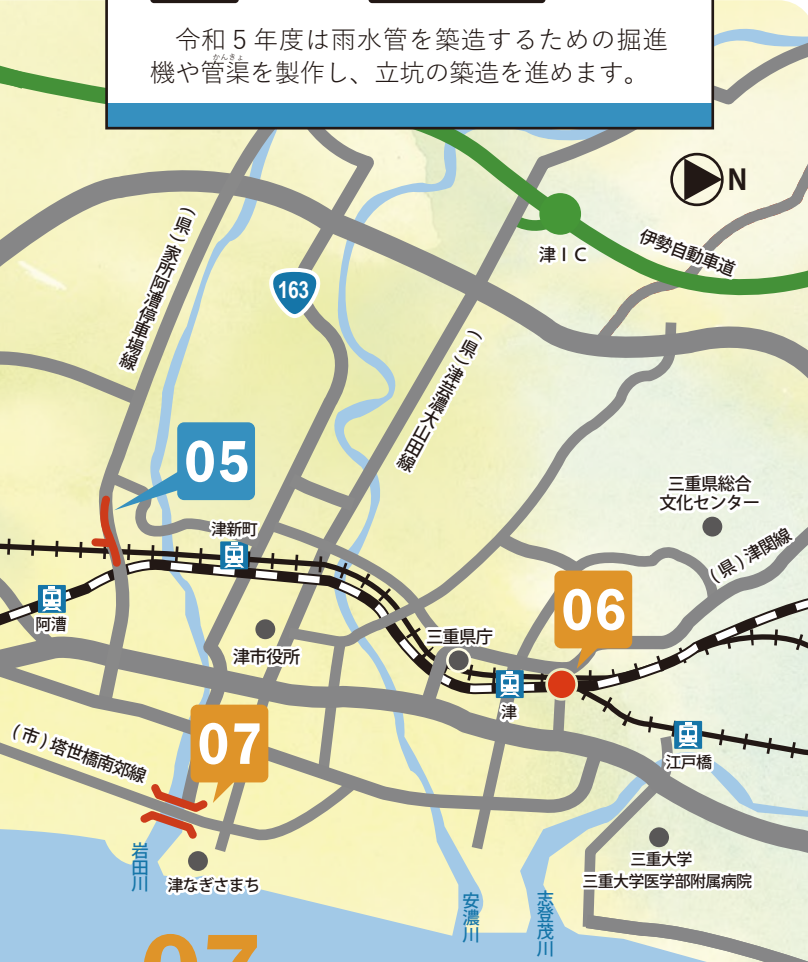 令和5年度は雨水管を築造するための掘進
機や管渠を製作し、立坑の築造を進めます。
かんきょ
N
津IC
伊勢自動車道
(県)家所阿漕停車場線
163
(県)津芸濃大山田線
05
三重県総合
文化センター
津新町
(県)津関線
阿漕
06
三重県庁
津市役所
津
07
江戸橋
(市)塔世橋南郊線
岩田川
津なぎさまち
三重大学
三重大学医学部附属病院
安濃川
志登茂川
07